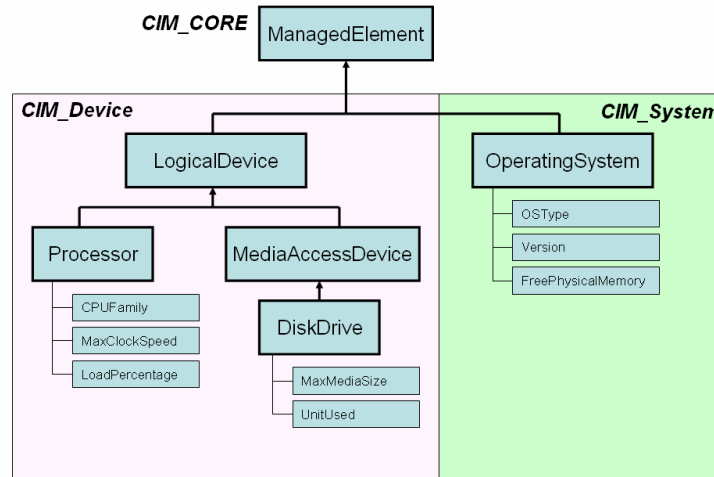 CIM_CORE
ManagedElement
CIM_Device
CIM_System
LogicalDevice
OperatingSystem
OSType
Version
FreePhysicalMemory
Processor
MediaAccessDevice
CPUFamily
MaxClockSpeed
LoadPercentage
DiskDrive
MaxMediaSize
UnitUsed